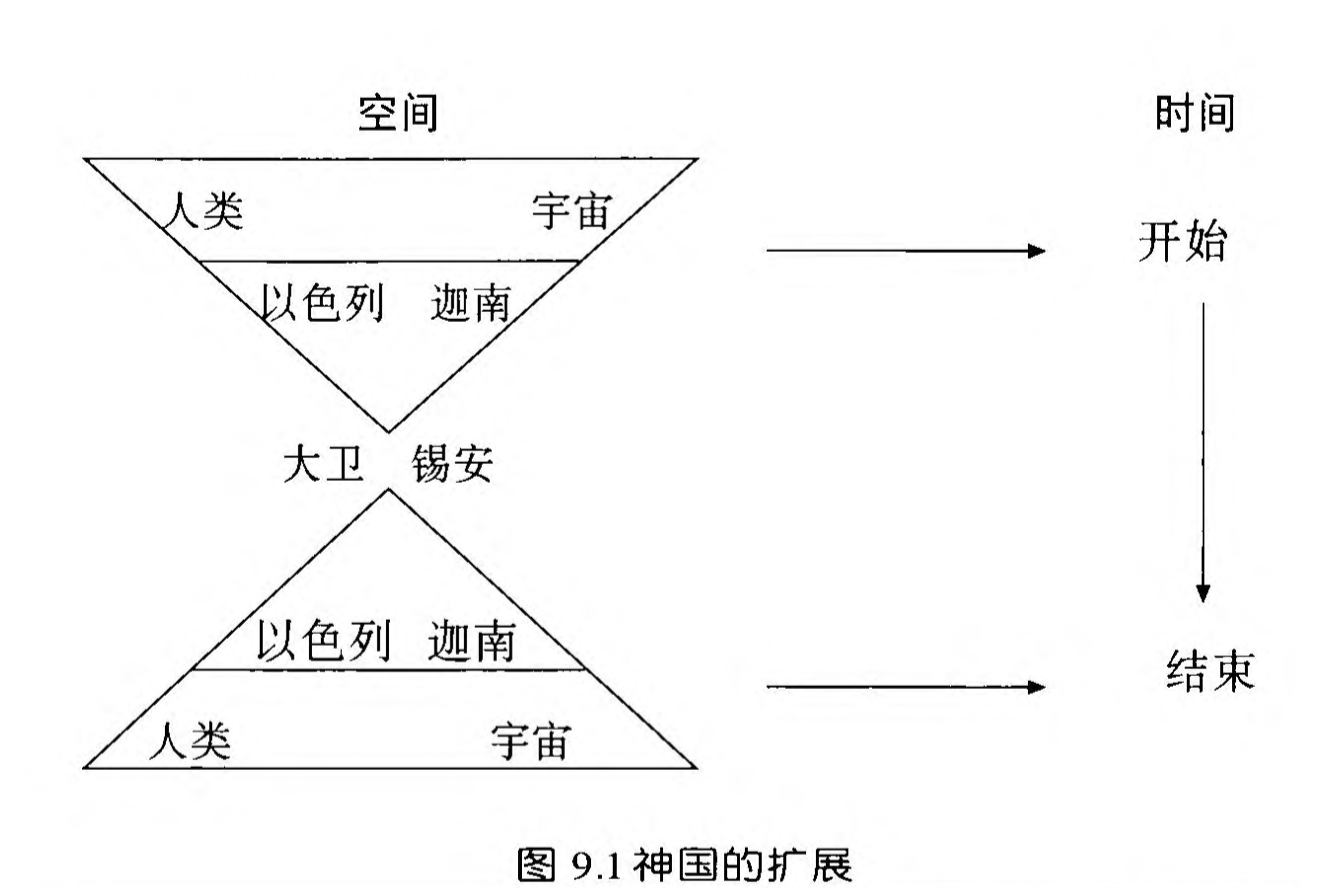 空间 时间
人类 宇宙
开始
以色列 迦南
大卫 锡安
以色列 迦南
结束
人类 宇宙
图 9.1 神国的扩展